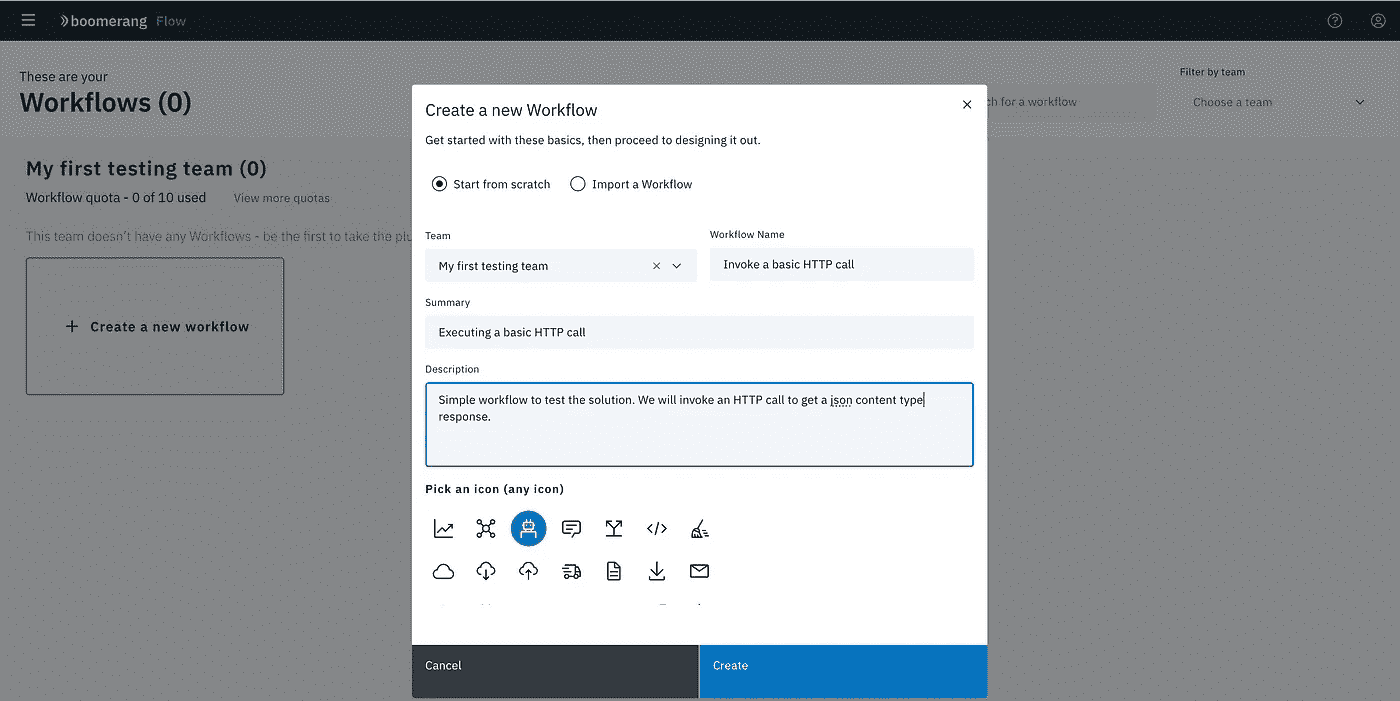 boomerang Flow
These are your
Workflows (0)
Filter by team
ch for a workflow
Choose a team
My first testing team (0)
Workflow quota - 0 of 10 used View more quotas
This team doesn't have any Workflows - be the first to take the plu
+ Create a new workflow
Create a new Workflow
Get started with these basics, then proceed to designing it out.
Start from scratch Import a Workflow
Team
My first testing team
Workflow Name
Invoke a basic HTTP call
Summary
Executing a basic HTTP call
Description
Simple workflow to test the solution. We will invoke an HTTP call to get a json content type
response.
Pick an icon (any icon)
Cancel
Create